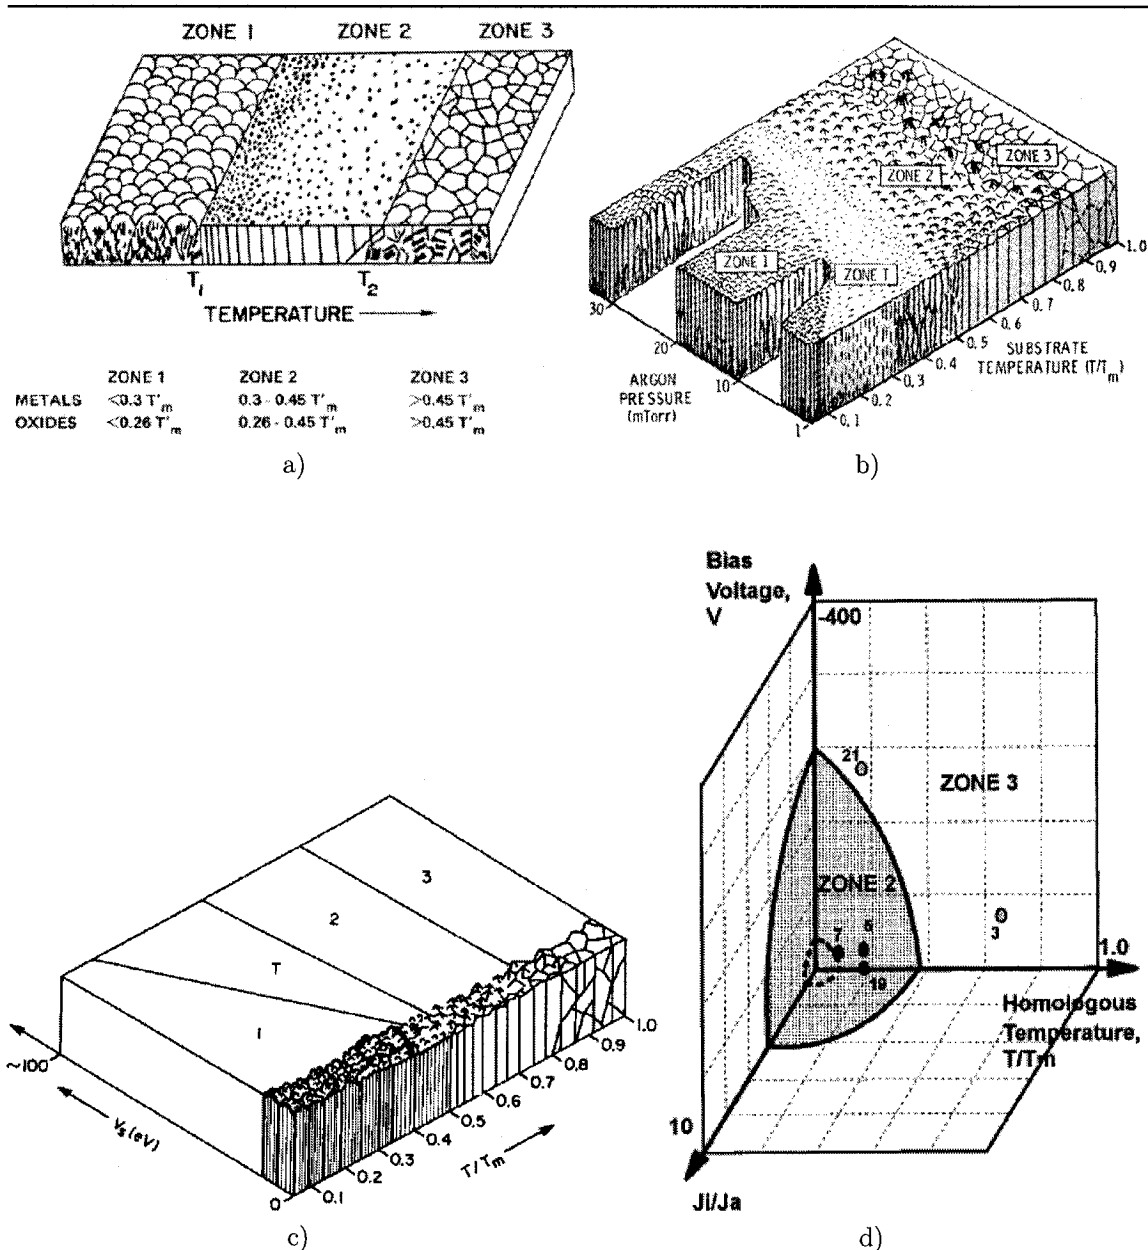 ZONE 1 ZONE 2 ZONE 3
T₁ T₂
TEMPERATURE
ZONE 1 ZONE 2 ZONE 3
METALS <0.3 T'm 0.3 - 0.45 T'm >0.45 T'm
OXIDES <0.26 T'm 0.26 - 0.45 T'm >0.45 T'm
a)
ZONE 3
ZONE 2
ZONE 1
ZONE T
30
20
10
1
ARGON
PRESSURE
(mTorr)
0.1
0.2
0.3
0.4
0.5
0.6
0.7
0.8
0.9
1.0
SUBSTRATE
TEMPERATURE (T/Tm)
b)
3
2
T
1
~100
Vs (eV)
0
0.1
0.2
0.3
0.4
0.5
0.6
0.7
0.8
0.9
1.0
T/Tm
c)
Bias
Voltage,
V
-400
21
ZONE 3
ZONE 2
7
19
3
1.0
Homologous
Temperature,
T/Tm
10
Ji/Ja
d)